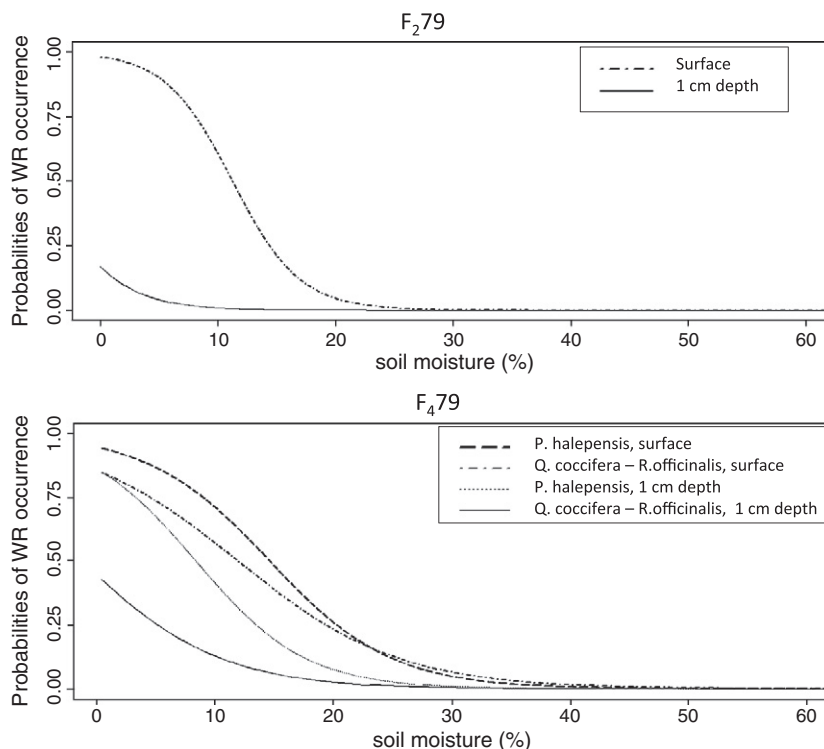 F₂79
Probabilities of WR occurrence
1.00
0.75
0.50
0.25
0.00
Surface
1 cm depth
0 10 20 30 40 50 60
soil moisture (%)
F₄79
Probabilities of WR occurrence
1.00
0.75
0.50
0.25
0.00
P. halepensis, surface
Q. coccifera – R.officinalis, surface
P. halepensis, 1 cm depth
Q. coccifera – R.officinalis, 1 cm depth
0 10 20 30 40 50 60
soil moisture (%)